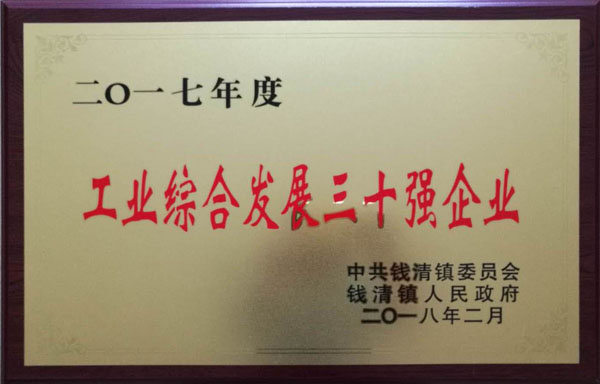 二〇一七年度
工业综合发展三十强企业
中共钱清镇委员会
钱清镇人民政府
二〇一八年二月